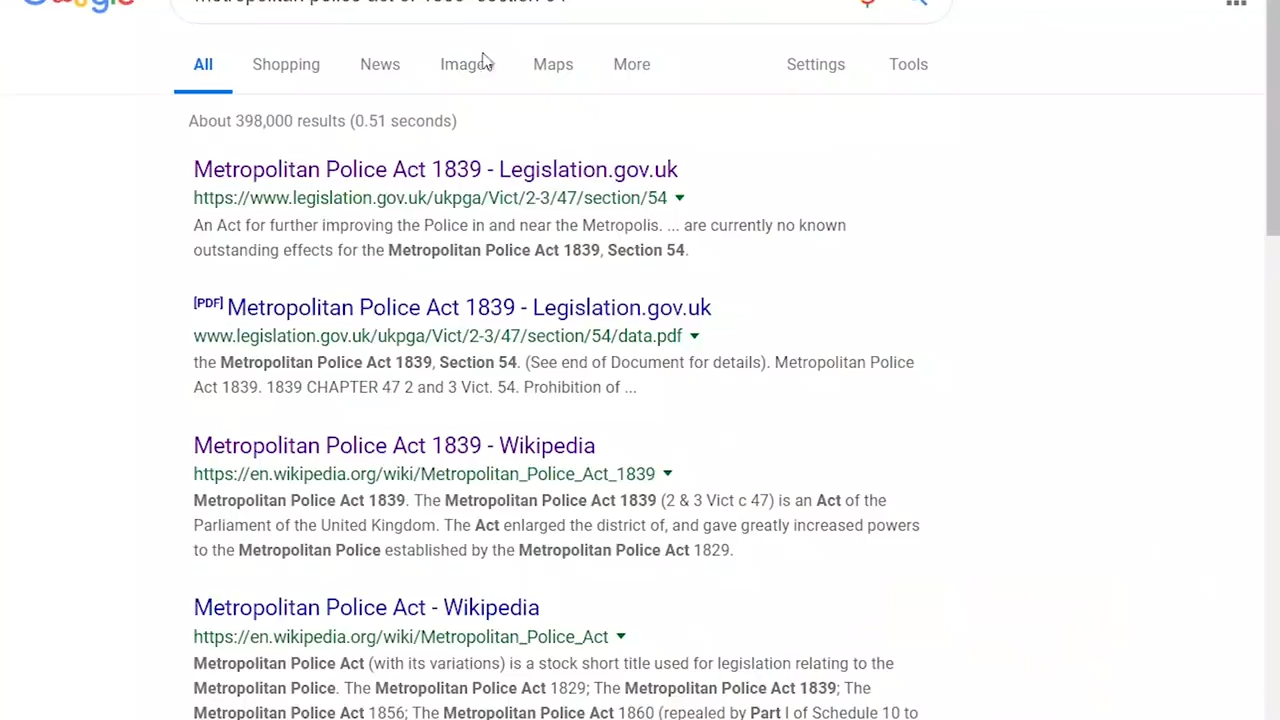 Google
metropolitan police act of 1839 section 54
All Shopping News Images Maps More Settings Tools
About 398,000 results (0.51 seconds)
Metropolitan Police Act 1839 - Legislation.gov.uk
https://www.legislation.gov.uk/ukpga/Vict/2-3/47/section/54
An Act for further improving the Police in and near the Metropolis. ... are currently no known
outstanding effects for the Metropolitan Police Act 1839, Section 54.
[PDF] Metropolitan Police Act 1839 - Legislation.gov.uk
www.legislation.gov.uk/ukpga/Vict/2-3/47/section/54/data.pdf
the Metropolitan Police Act 1839, Section 54. (See end of Document for details). Metropolitan Police
Act 1839. 1839 CHAPTER 47 2 and 3 Vict. 54. Prohibition of ...
Metropolitan Police Act 1839 - Wikipedia
https://en.wikipedia.org/wiki/Metropolitan_Police_Act_1839
Metropolitan Police Act 1839. The Metropolitan Police Act 1839 (2 & 3 Vict c 47) is an Act of the
Parliament of the United Kingdom. The Act enlarged the district of, and gave greatly increased powers
to the Metropolitan Police established by the Metropolitan Police Act 1829.
Metropolitan Police Act - Wikipedia
https://en.wikipedia.org/wiki/Metropolitan_Police_Act
Metropolitan Police Act (with its variations) is a stock short title used for legislation relating to the
Metropolitan Police. The Metropolitan Police Act 1829; The Metropolitan Police Act 1839; The
Metropolitan Police Act 1856; The Metropolitan Police Act 1860 (repealed by Part I of Schedule 10 to